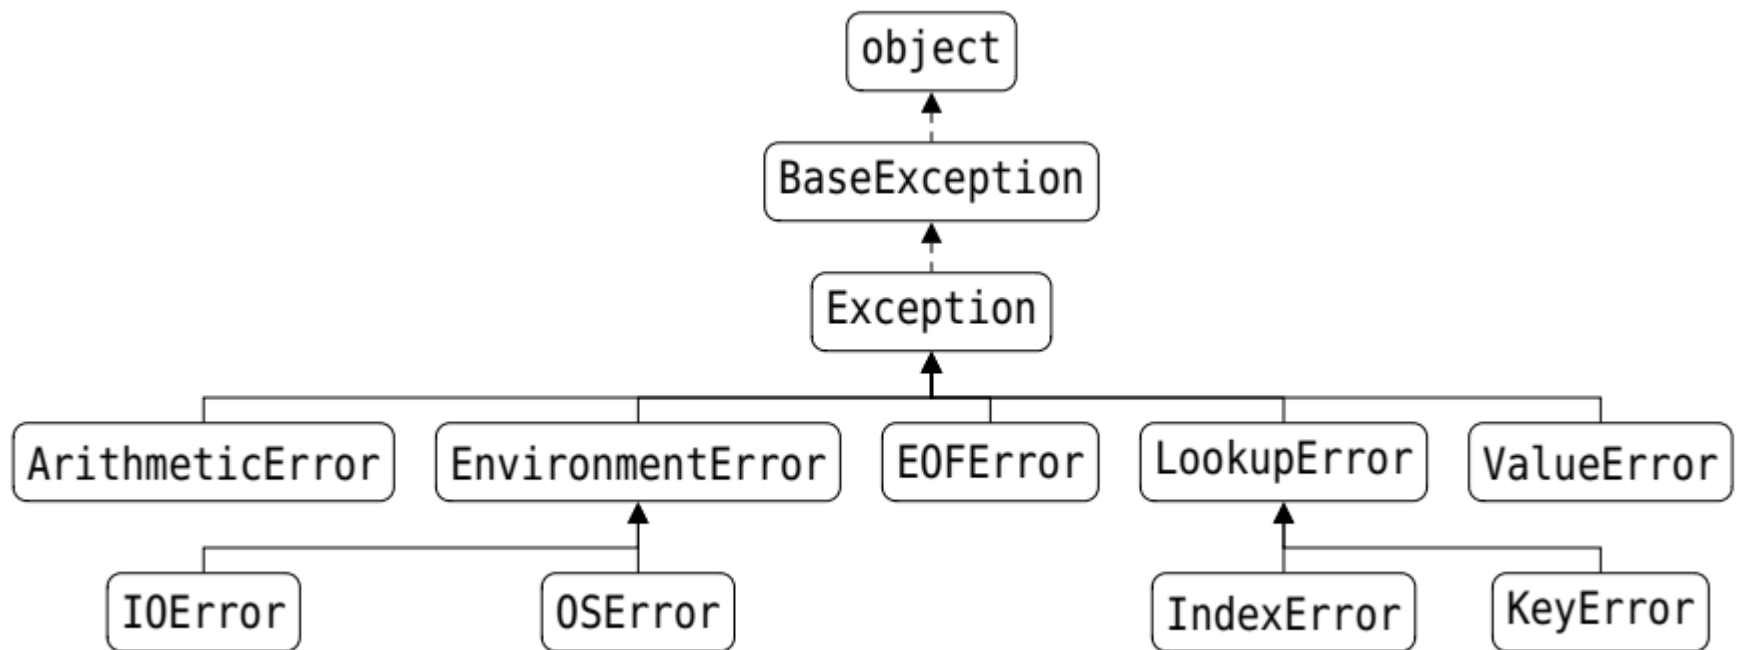 object
BaseException
Exception
ArithmeticError EnvironmentError EOFError LookupError ValueError
IOError OSError IndexError KeyError